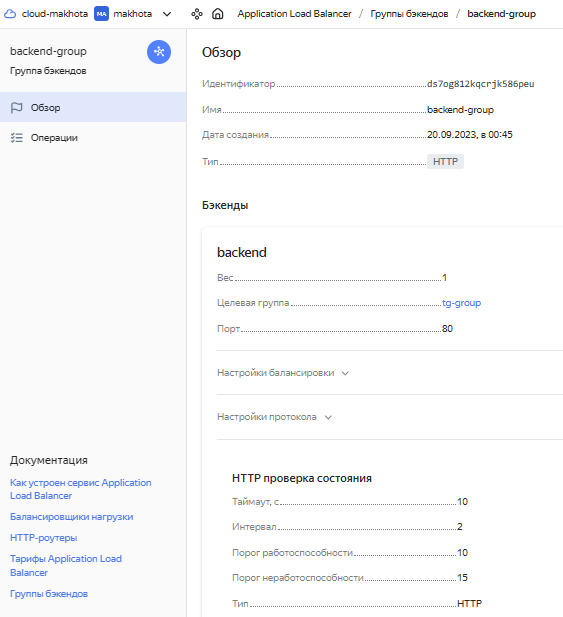 cloud-makhota MA makhota Application Load Balancer / Группы бэкендов / backend-group
backend-group
Группа бэкендов
Обзор
Операции
Документация
Как устроен сервис Application
Load Balancer
Балансировщики нагрузки
HTTP-роутеры
Тарифы Application Load
Balancer
Группы бэкендов
Обзор
Идентификатор ds7og812kqcrjk586peu
Имя backend-group
Дата создания 20.09.2023, в 00:45
Тип HTTP
Бэкенды
backend
Вес 1
Целевая группа tg-group
Порт 80
Настройки балансировки
Настройки протокола
HTTP проверка состояния
Таймаут, с 10
Интервал 2
Порог работоспособности 10
Порог неработоспособности 15
Тип HTTP